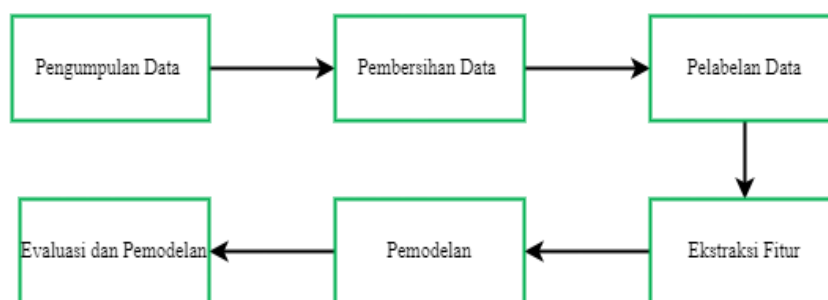 Pengumpulan Data
Pembersihan Data
Pelabelan Data
Ekstraksi Fitur
Pemodelan
Evaluasi dan Pemodelan